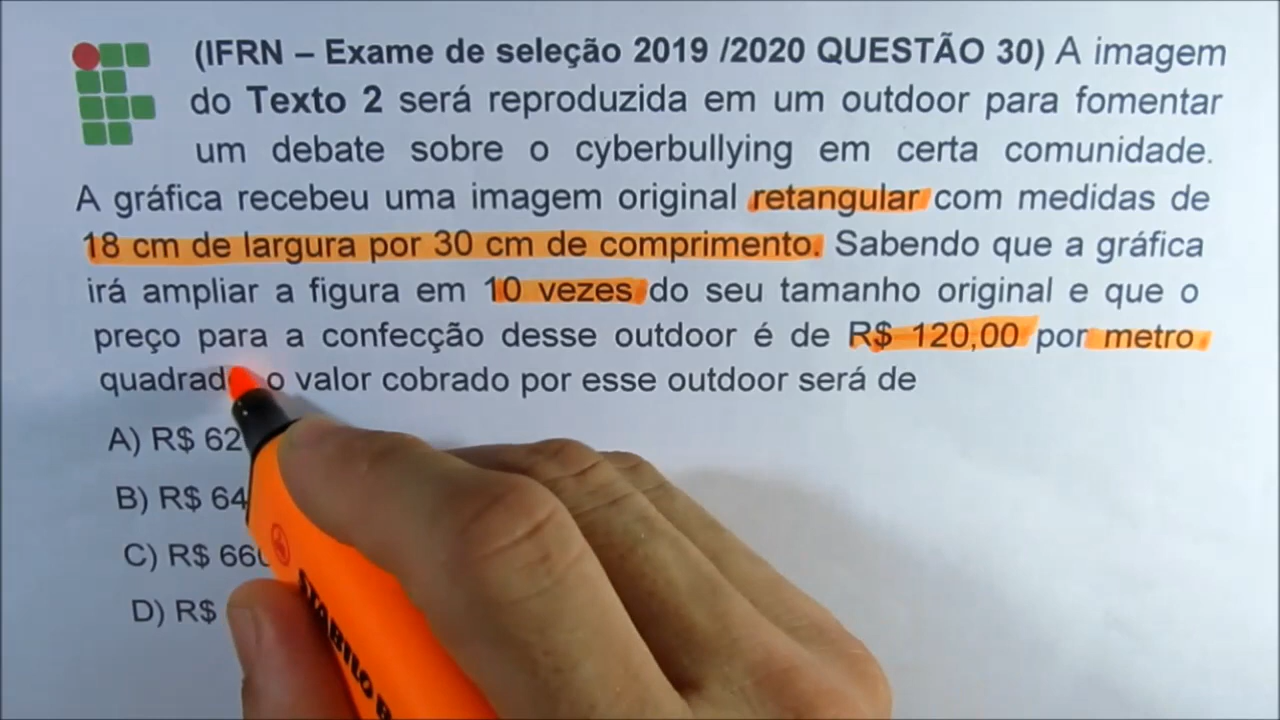 (IFRN – Exame de seleção 2019 /2020 QUESTÃO 30) A imagem
do Texto 2 será reproduzida em um outdoor para fomentar
um debate sobre o cyberbullying em certa comunidade.
A gráfica recebeu uma imagem original retangular com medidas de
18 cm de largura por 30 cm de comprimento. Sabendo que a gráfica
irá ampliar a figura em 10 vezes do seu tamanho original e que o
preço para a confecção desse outdoor é de R$ 120,00 por metro
o valor cobrado por esse outdoor será de
A) R$
B) R$
C) R$
D) R$